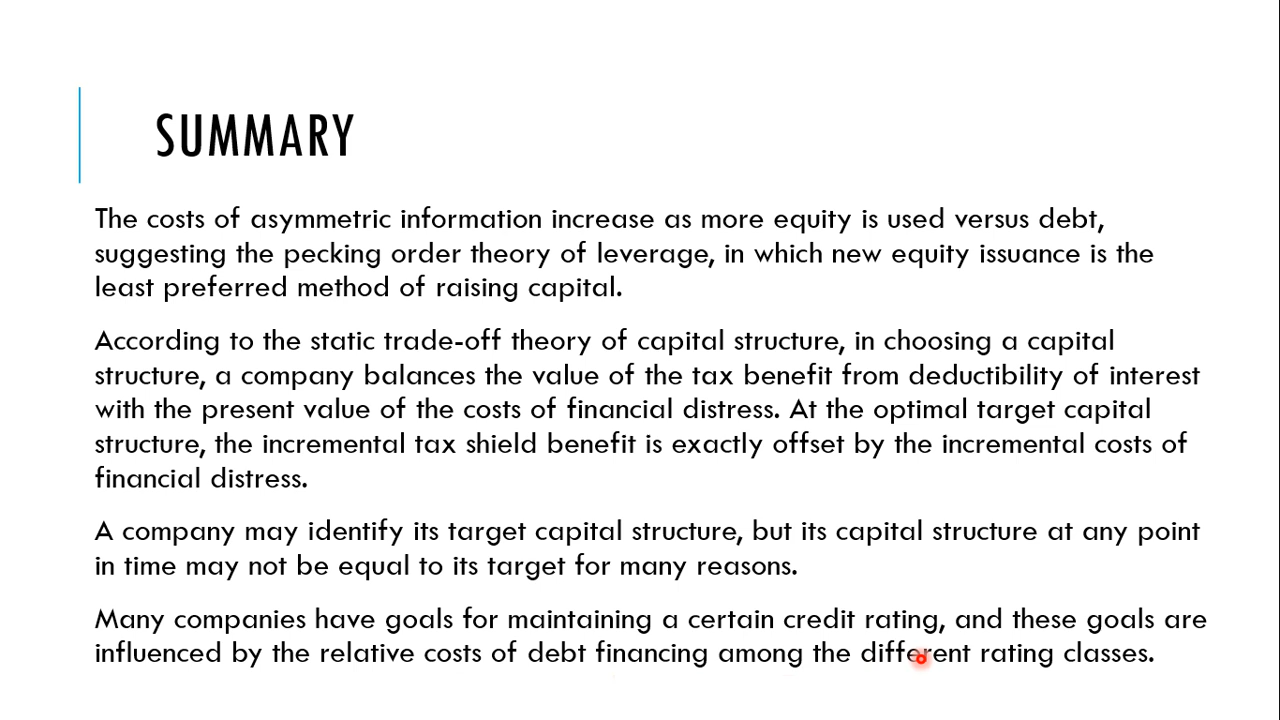 SUMMARY
The costs of asymmetric information increase as more equity is used versus debt,
suggesting the pecking order theory of leverage, in which new equity issuance is the
least preferred method of raising capital.
According to the static trade-off theory of capital structure, in choosing a capital
structure, a company balances the value of the tax benefit from deductibility of interest
with the present value of the costs of financial distress. At the optimal target capital
structure, the incremental tax shield benefit is exactly offset by the incremental costs of
financial distress.
A company may identify its target capital structure, but its capital structure at any point
in time may not be equal to its target for many reasons.
Many companies have goals for maintaining a certain credit rating, and these goals are
influenced by the relative costs of debt financing among the different rating classes.